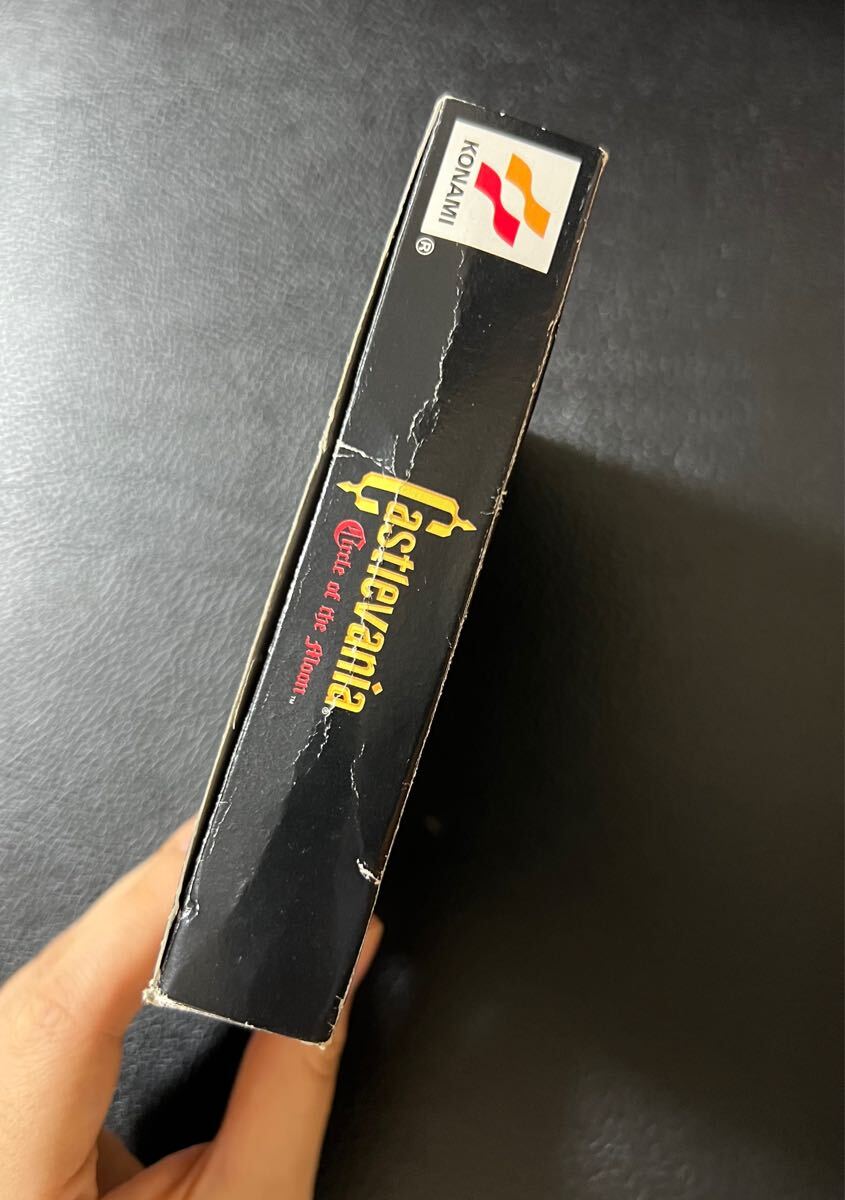 KONAMI
®
Castlevania®
Circle of the Moon™